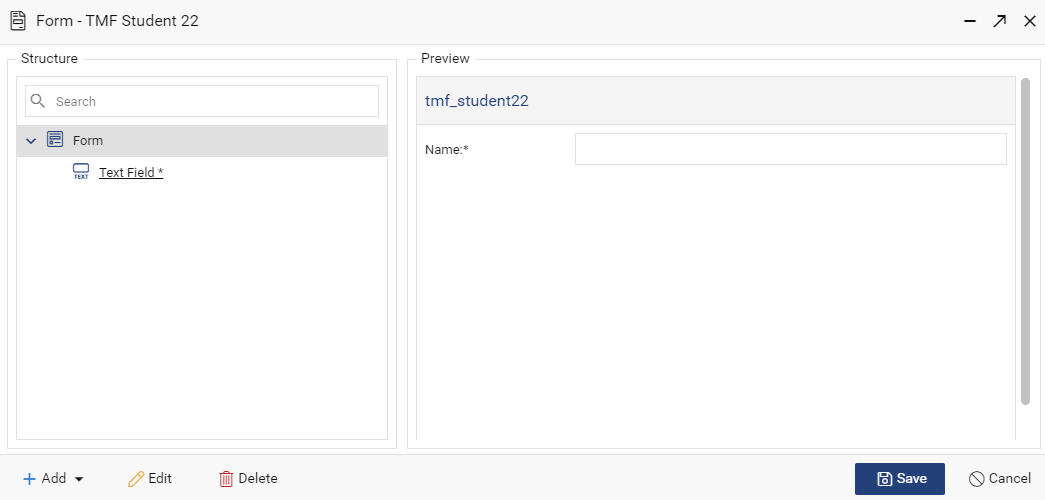 Form - TMF Student 22
Structure
Search
Form
TEXT Text Field *
Preview
tmf_student22
Name:*
Add Edit Delete Save Cancel